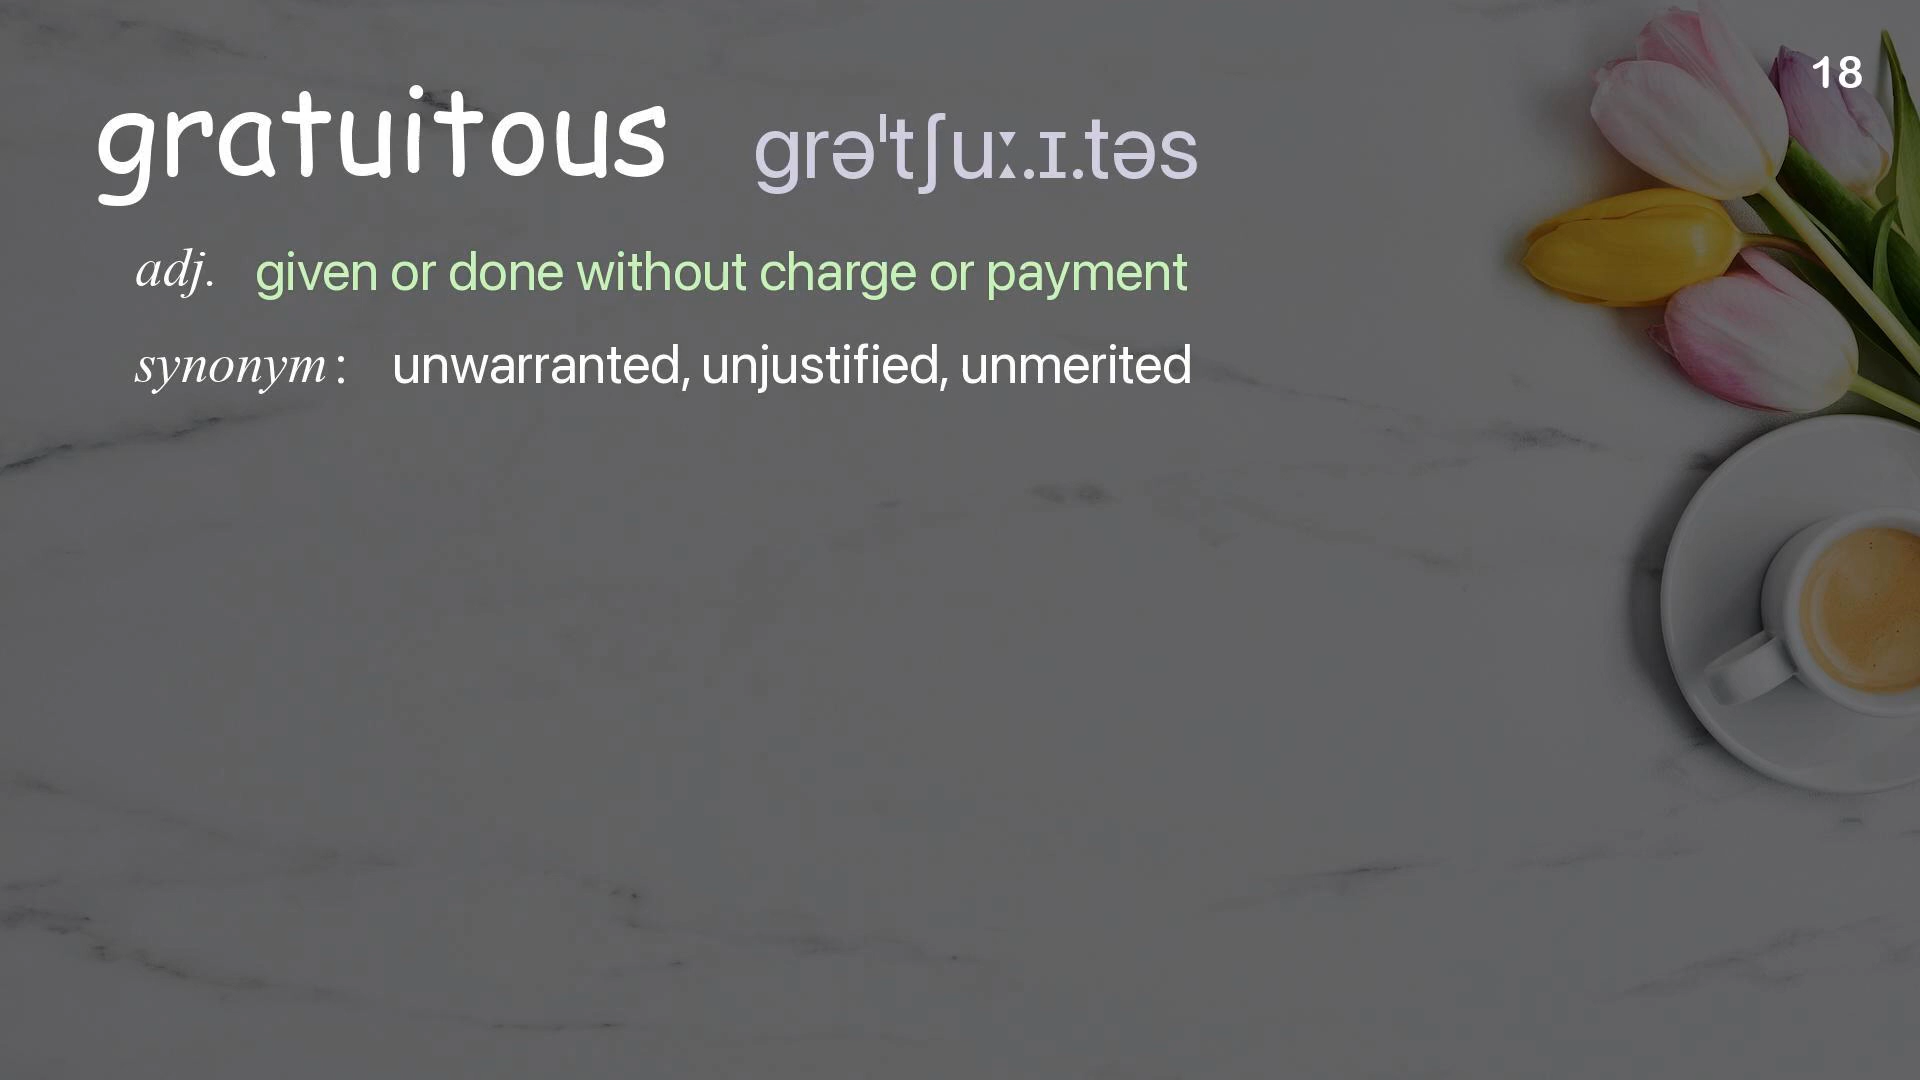 18
gratuitous grəˈtʃuː.ɪ.təs
adj. given or done without charge or payment
synonym : unwarranted, unjustified, unmerited